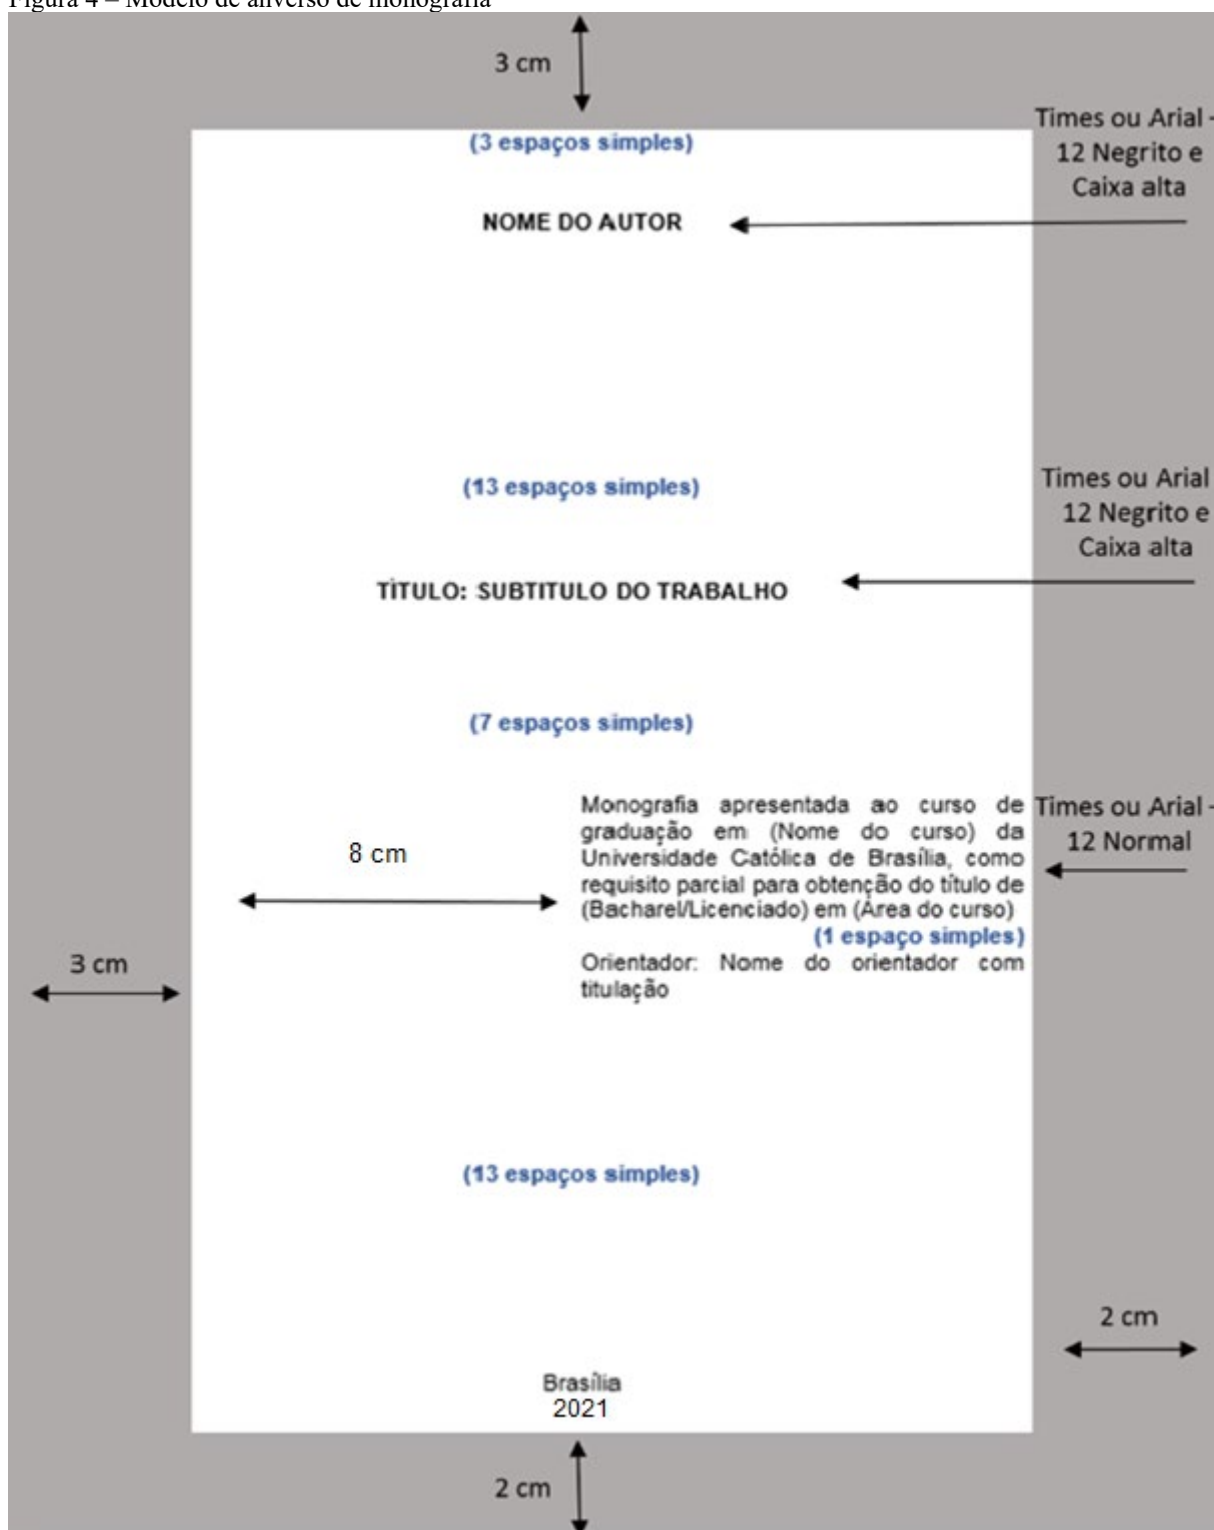 Figura 4 – Modelo de anverso de monografia
3 cm
Times ou Arial -
12 Negrito e
Caixa alta
(3 espaços simples)
NOME DO AUTOR
(13 espaços simples)
Times ou Arial
12 Negrito e
Caixa alta
TÍTULO: SUBTITULO DO TRABALHO
(7 espaços simples)
Monografia apresentada ao curso de
graduação em (Nome do curso) da
Universidade Católica de Brasília, como
requisito parcial para obtenção do título de
(Bacharel/Licenciado) em (Área do curso)
(1 espaço simples)
Orientador: Nome do orientador com
titulação
Times ou Arial -
12 Normal
8 cm
3 cm
(13 espaços simples)
2 cm
Brasília
2021
2 cm